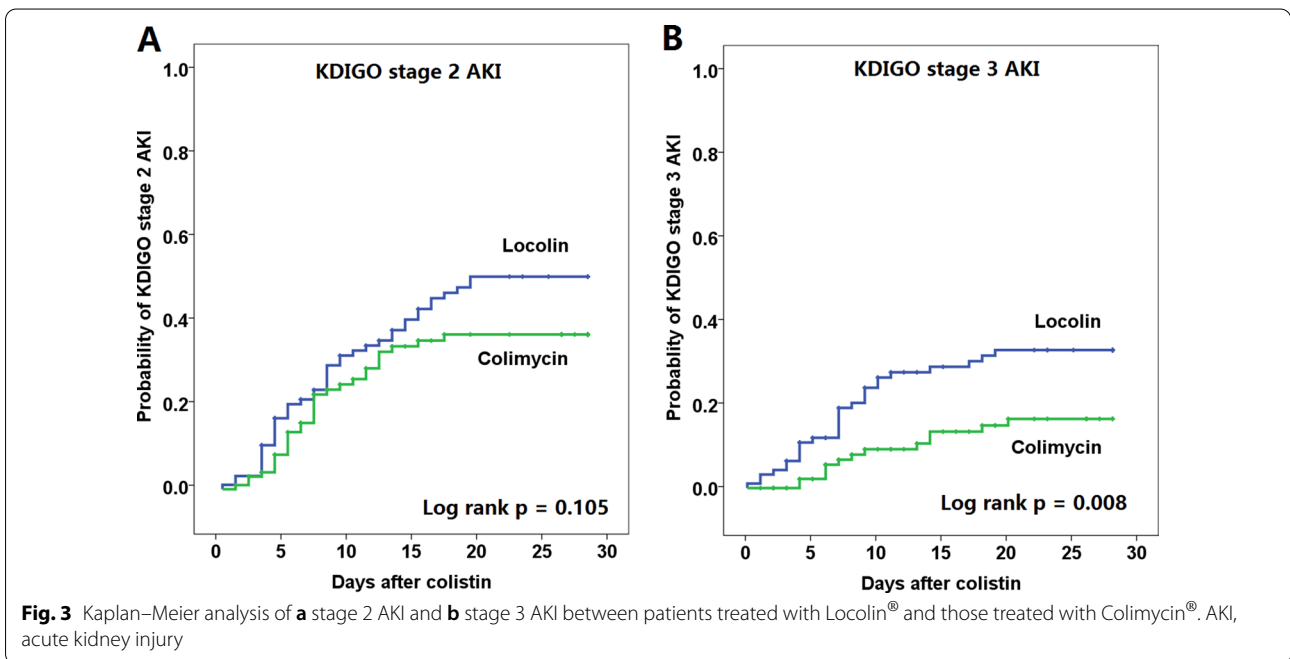 A
KDIGO stage 2 AKI
Probability of KDIGO stage 2 AKI
1.0
0.8
0.6
0.4
0.2
0.0
Locolin
Colimycin
Log rank p = 0.105
0 5 10 15 20 25 30
Days after colistin
B
KDIGO stage 3 AKI
Probablity of KDIGO stage 3 AKI
1.0
0.8
0.6
0.4
0.2
0.0
Locolin
Colimycin
Log rank p = 0.008
0 5 10 15 20 25 30
Days after colistin
Fig. 3 Kaplan–Meier analysis of a stage 2 AKI and b stage 3 AKI between patients treated with Locolin® and those treated with Colimycin®. AKI,
acute kidney injury